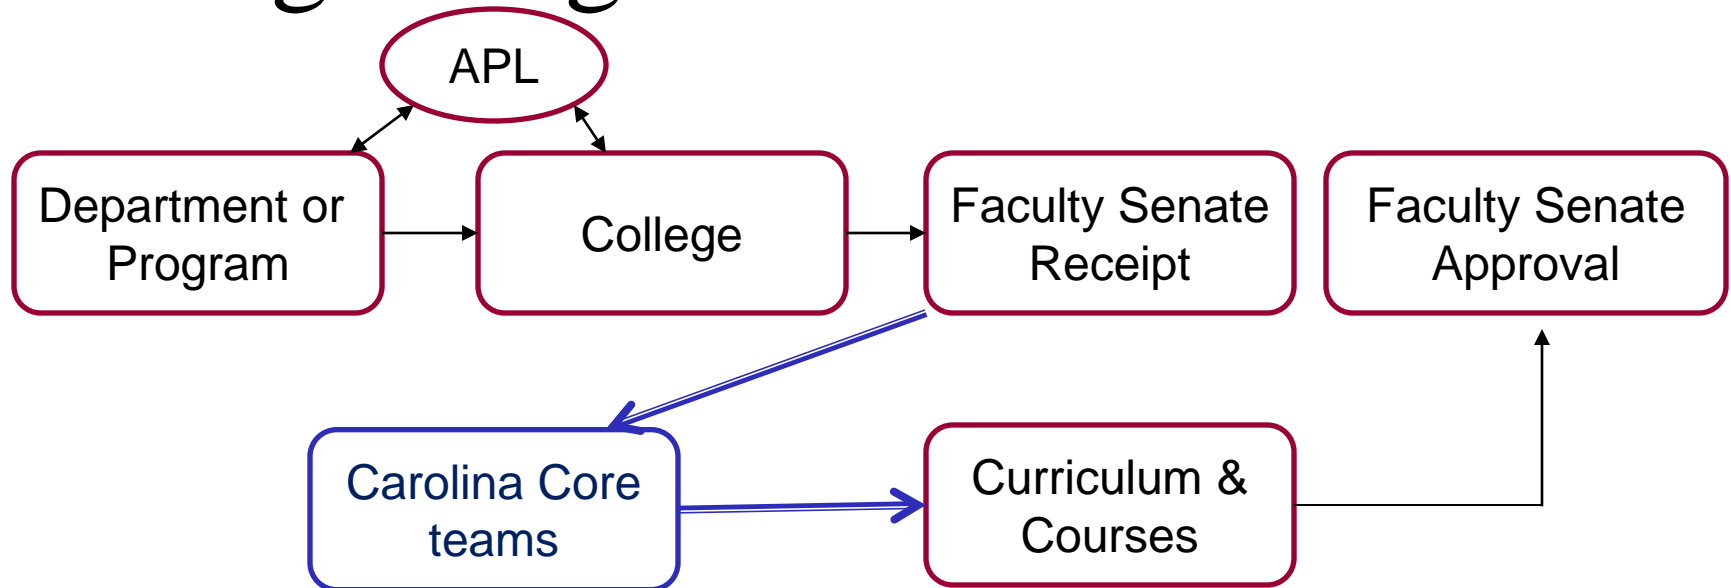 APL
Department or
Program
College
Faculty Senate
Receipt
Faculty Senate
Approval
Carolina Core
teams
Curriculum &
Courses